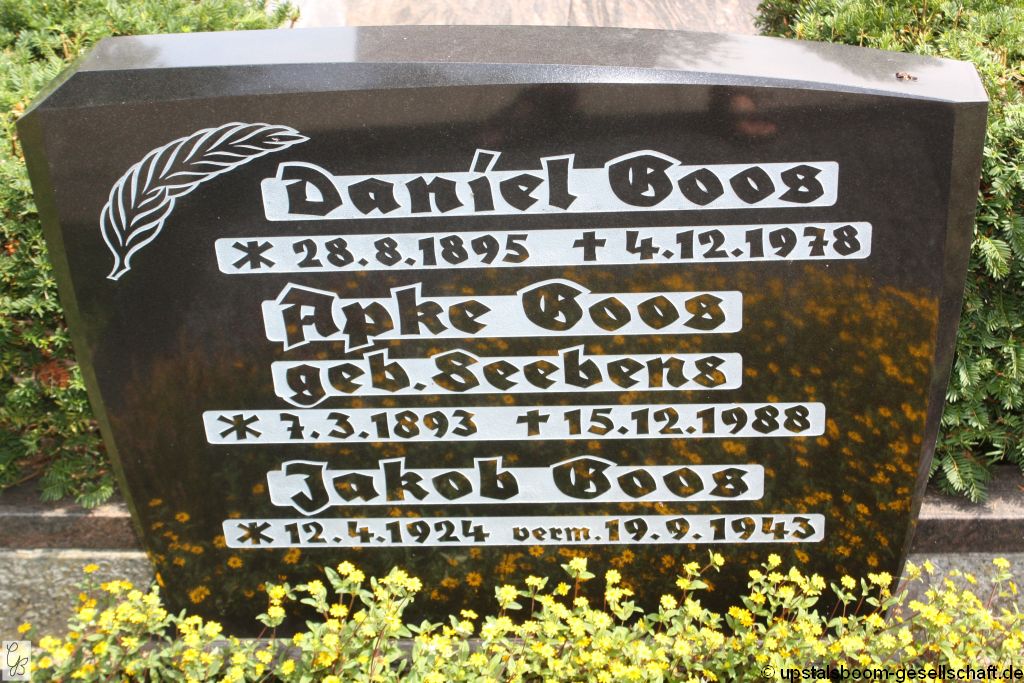 Daniel Goos
* 28.8.1895 † 4.12.1978
Apke Goos
geb. Seebens
* 7.3.1893 † 15.12.1988
Jakob Goos
* 12.4.1924 verm. 19.9.1943
GB
© upstalsboom-gesellschaft.de